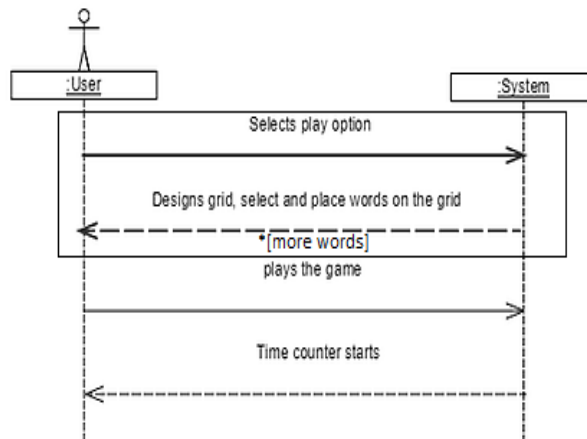 :User
:System
Selects play option
Designs grid, select and place words on the grid
*[more words]
plays the game
Time counter starts